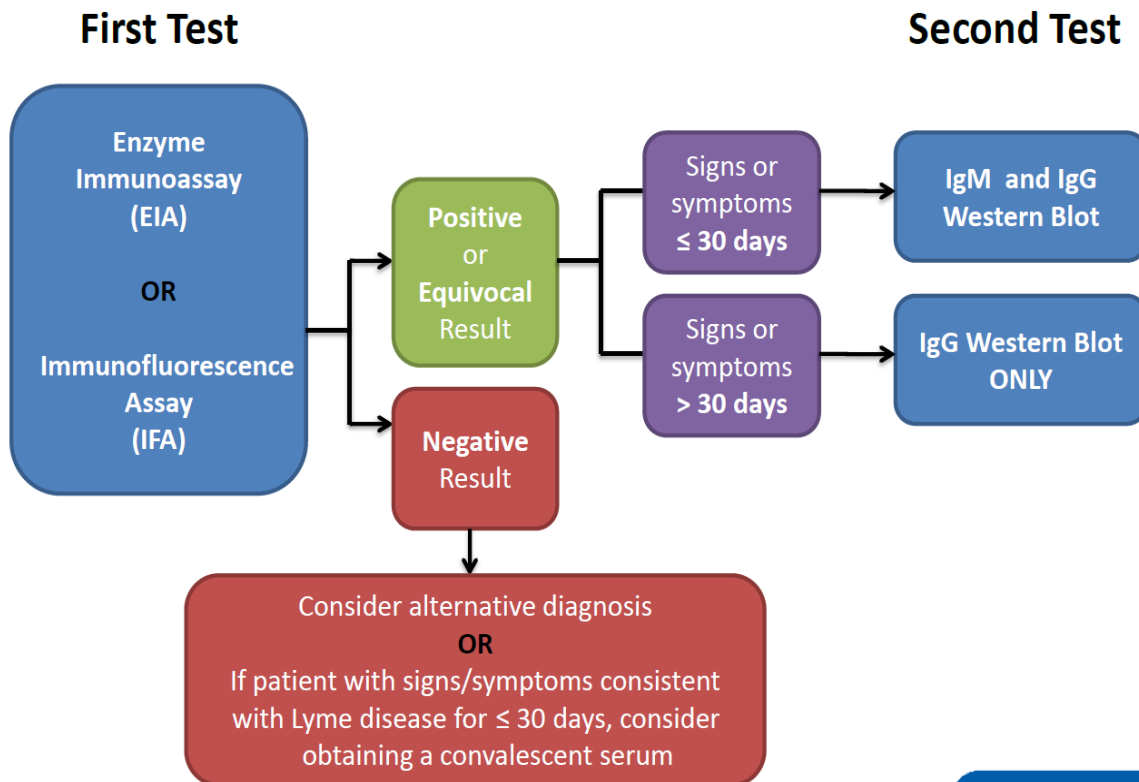 First Test
Second Test
Enzyme
Immunoassay
(EIA)
OR
Immunofluorescence
Assay
(IFA)
Positive
or
Equivocal
Result
Negative
Result
Signs or
symptoms
≤ 30 days
Signs or
symptoms
> 30 days
IgM and IgG
Western Blot
IgG Western Blot
ONLY
Consider alternative diagnosis
OR
If patient with signs/symptoms consistent
with Lyme disease for ≤ 30 days, consider
obtaining a convalescent serum